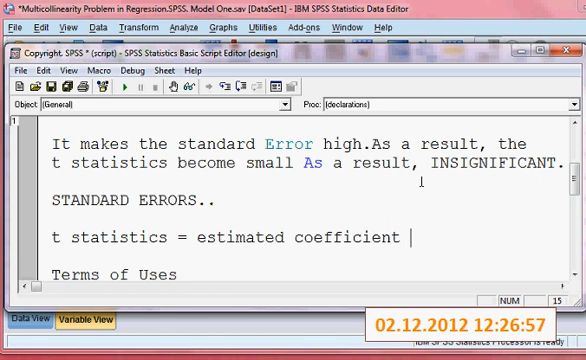 *Multicollinearity Problem in Regression.SPSS. Model One.sav [DataSet1] - IBM SPSS Statistics Data Editor
File Edit View Data Transform Analyze Graphs Utilities Add-ons Window Help
Copyright, SPSS * (script) - SPSS Statistics Basic Script Editor [design]
File Edit View Macro Debug Sheet Help
Object: (General) Proc: (declarations)
1
It makes the standard Error high.As a result, the
t statistics become small As a result, INSIGNIFICANT.
STANDARD ERRORS..
t statistics = estimated coefficient
Terms of Uses
NUM 15
Data View Variable View
02.12.2012 12:26:57
IBM SPSS Statistics Processor is ready